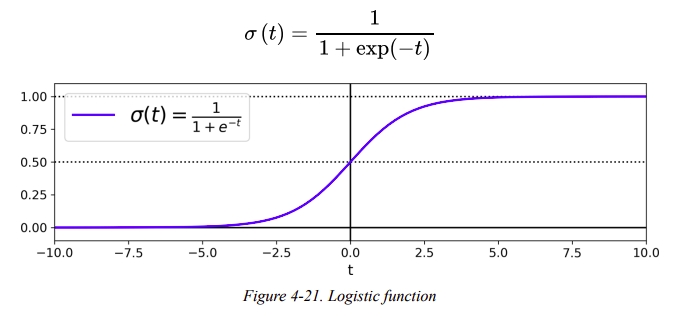 σ (t) = 1 / (1 + exp(−t))
1.00
σ(t) = 1 / (1 + e^−t)
0.75
0.50
0.25
0.00
−10.0 −7.5 −5.0 −2.5 0.0 2.5 5.0 7.5 10.0
t
Figure 4-21. Logistic function